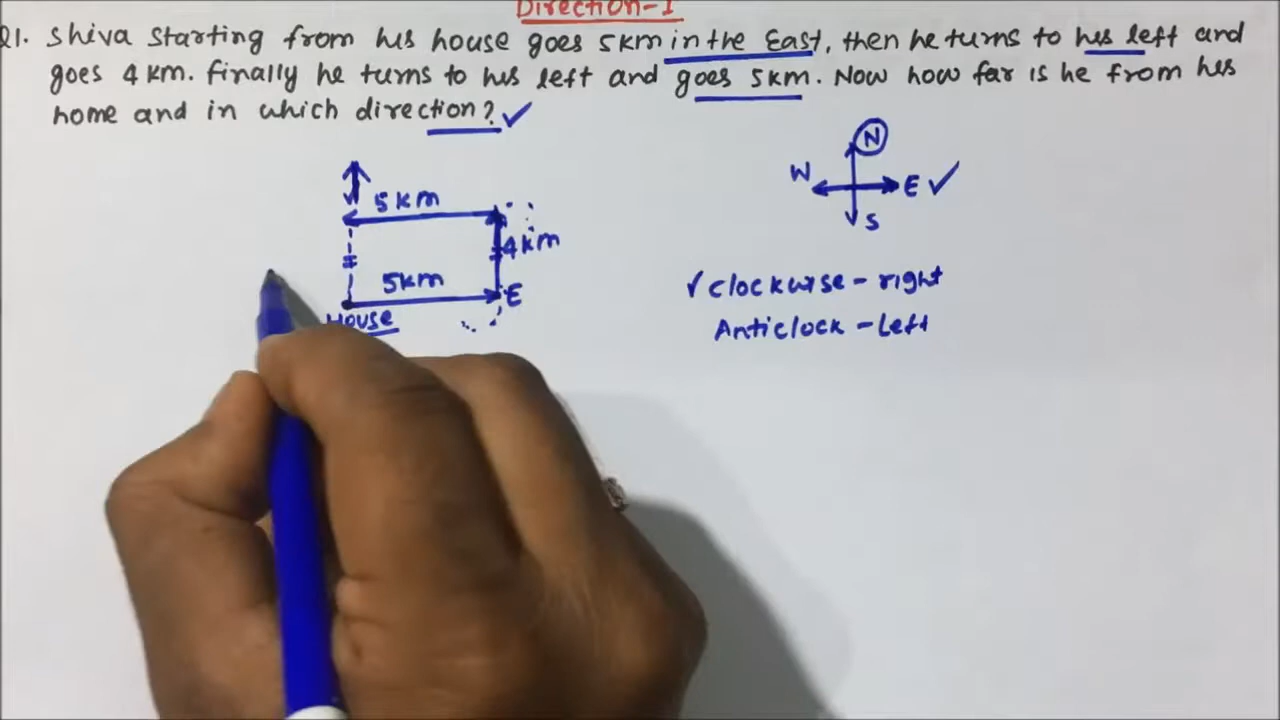 Direction-1
Q1. Shiva starting from his house goes 5km in the East, then he turns to his left and
goes 4 km. finally he turns to his left and goes 5km. Now how far is he from his
home and in which direction?
N
W E
S
5km
4km
5km
E
House
Clockwise - right
Anticlock - Left